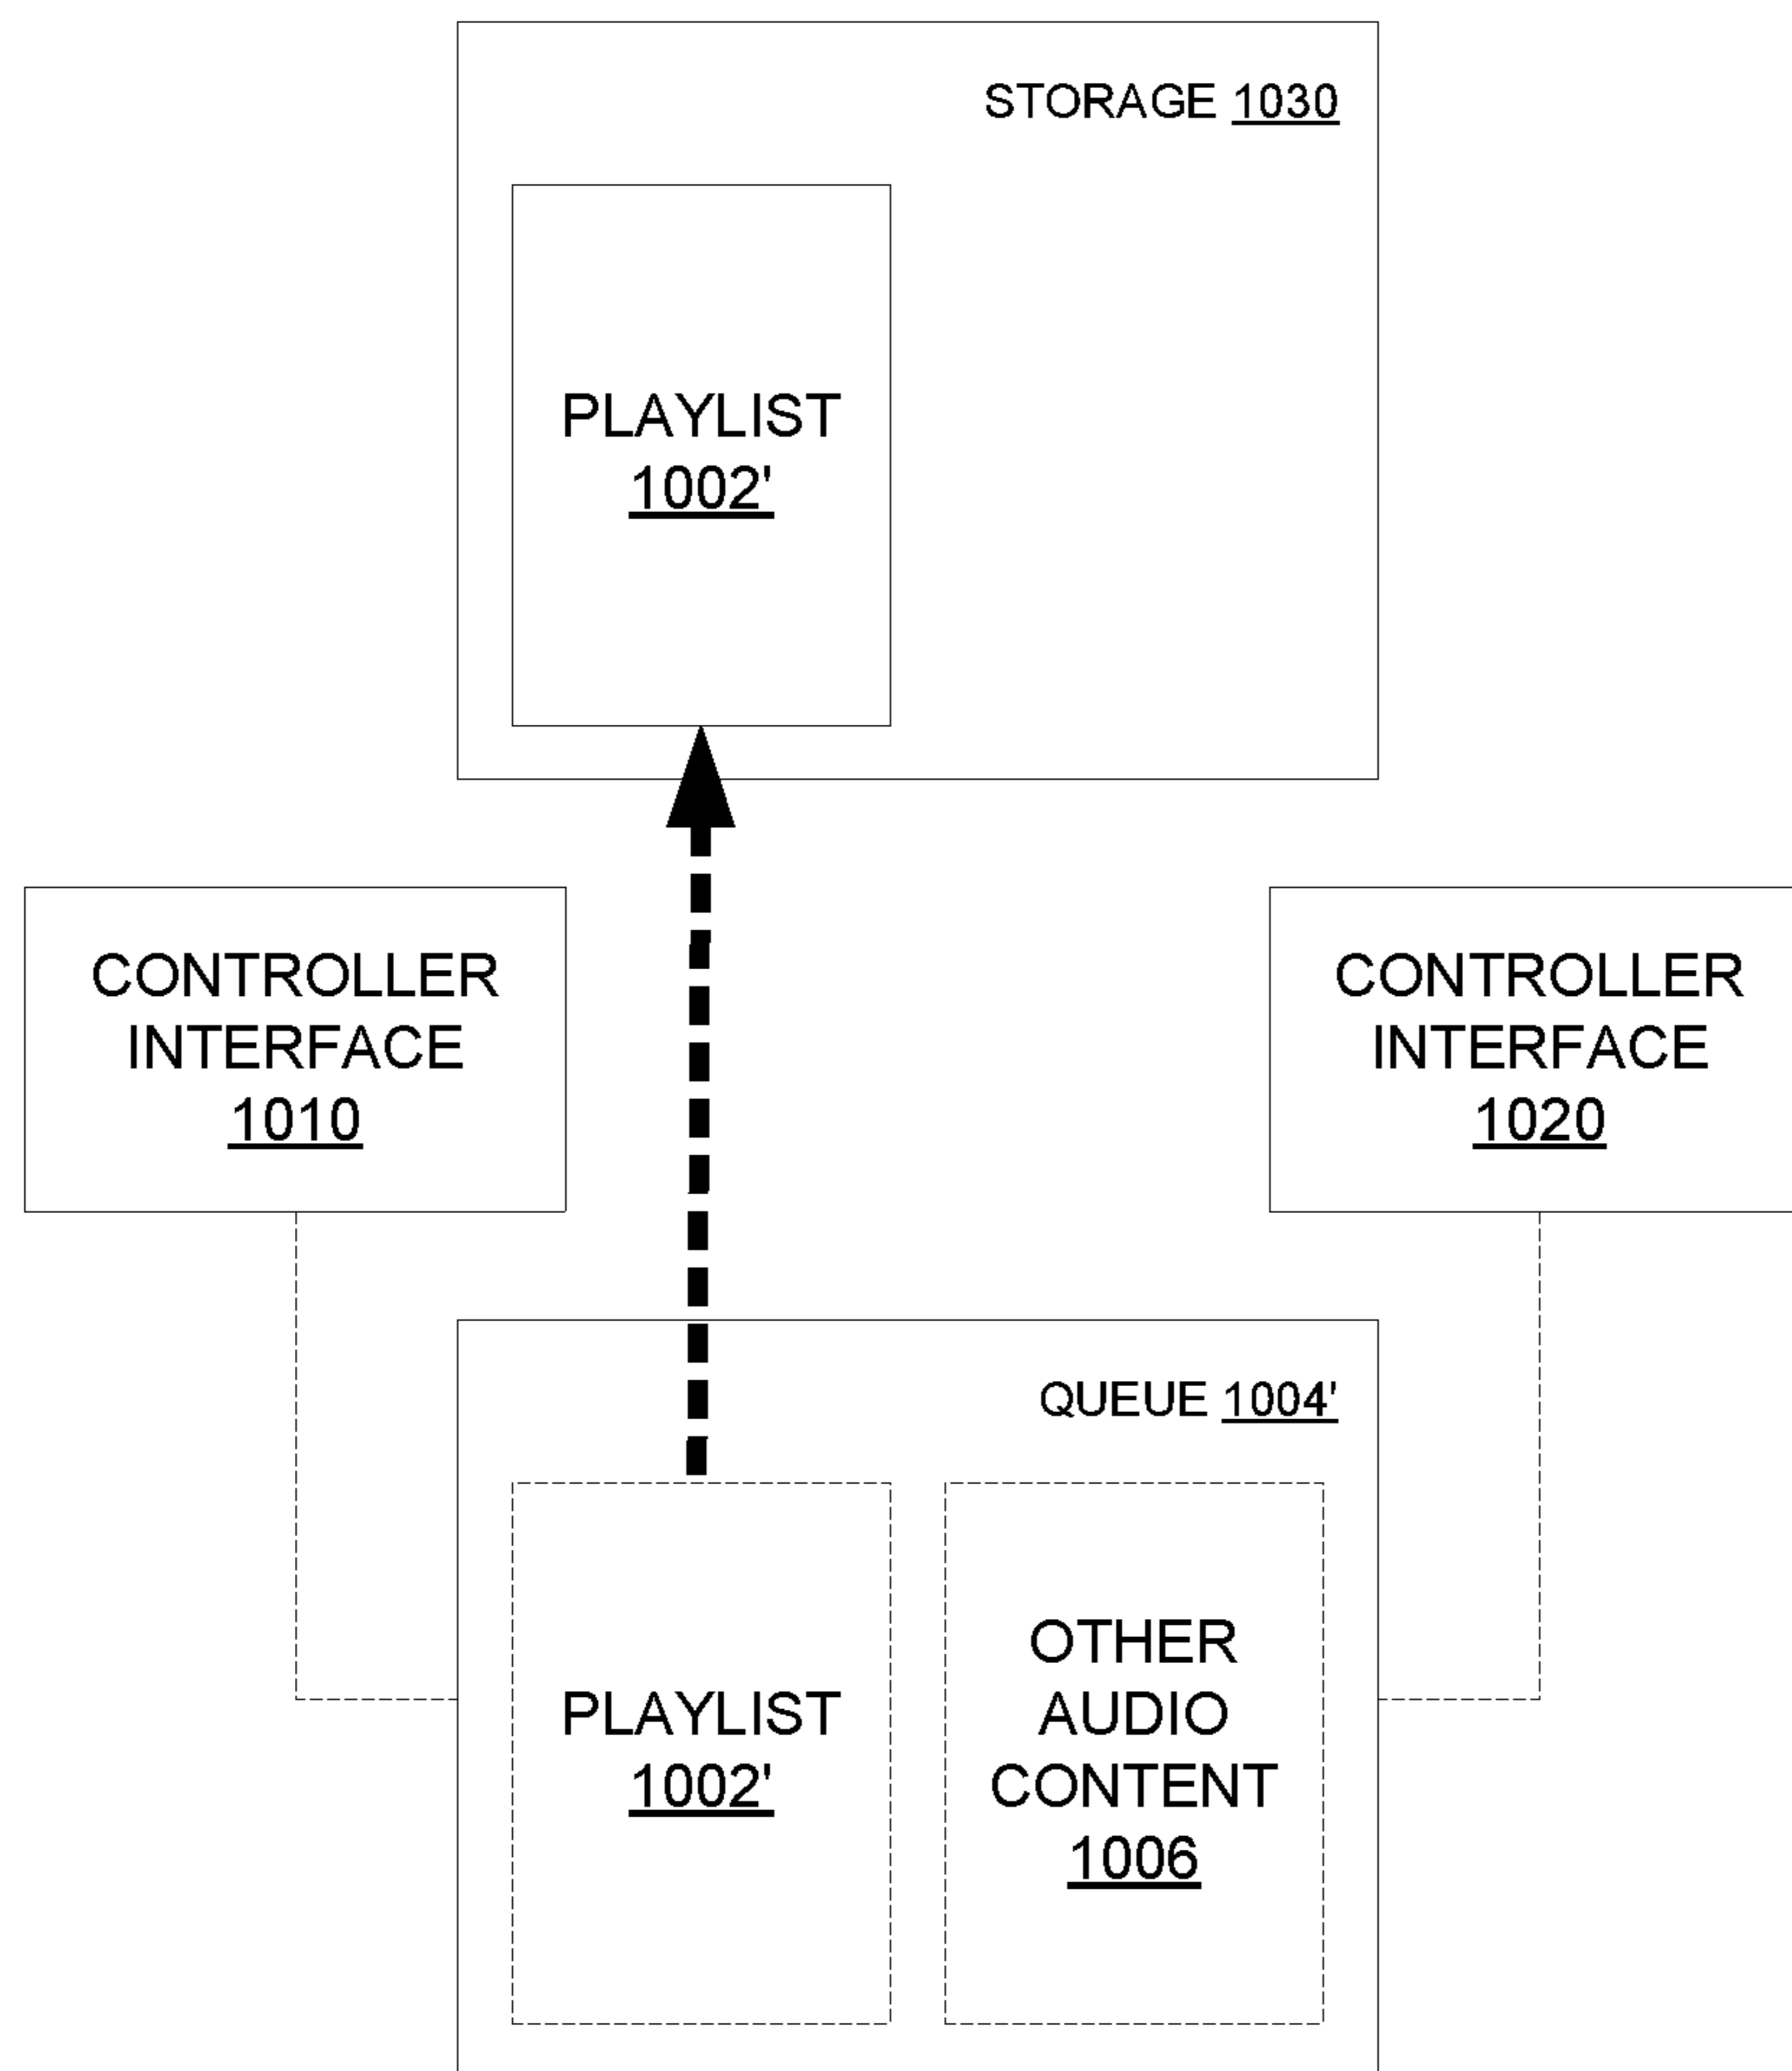 STORAGE 1030
PLAYLIST
1002'
CONTROLLER
INTERFACE
1010
CONTROLLER
INTERFACE
1020
QUEUE 1004'
PLAYLIST
1002'
OTHER
AUDIO
CONTENT
1006